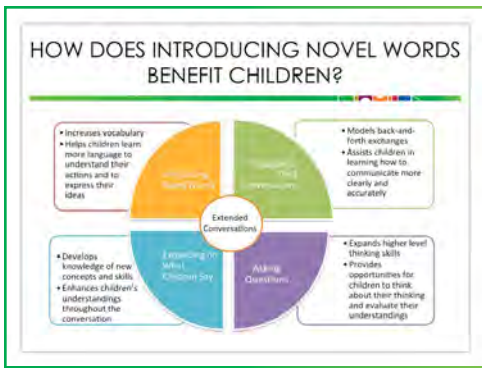 HOW DOES INTRODUCING NOVEL WORDS
BENEFIT CHILDREN?
• Increases vocabulary
• Helps children learn
more language to
understand their
actions and to
express their
ideas
• Models back-and-
forth exchanges
• Assists children in
learning how to
communicate more
clearly and
accurately
Novel Words
Extended
Conversations
Expanding on
What
Children Say
Asking
Questions
• Develops
knowledge of new
concepts and skills
• Enhances children's
understandings
throughout the
conversation
• Expands higher level
thinking skills
• Provides
opportunities for
children to think
about their thinking
and evaluate their
understandings